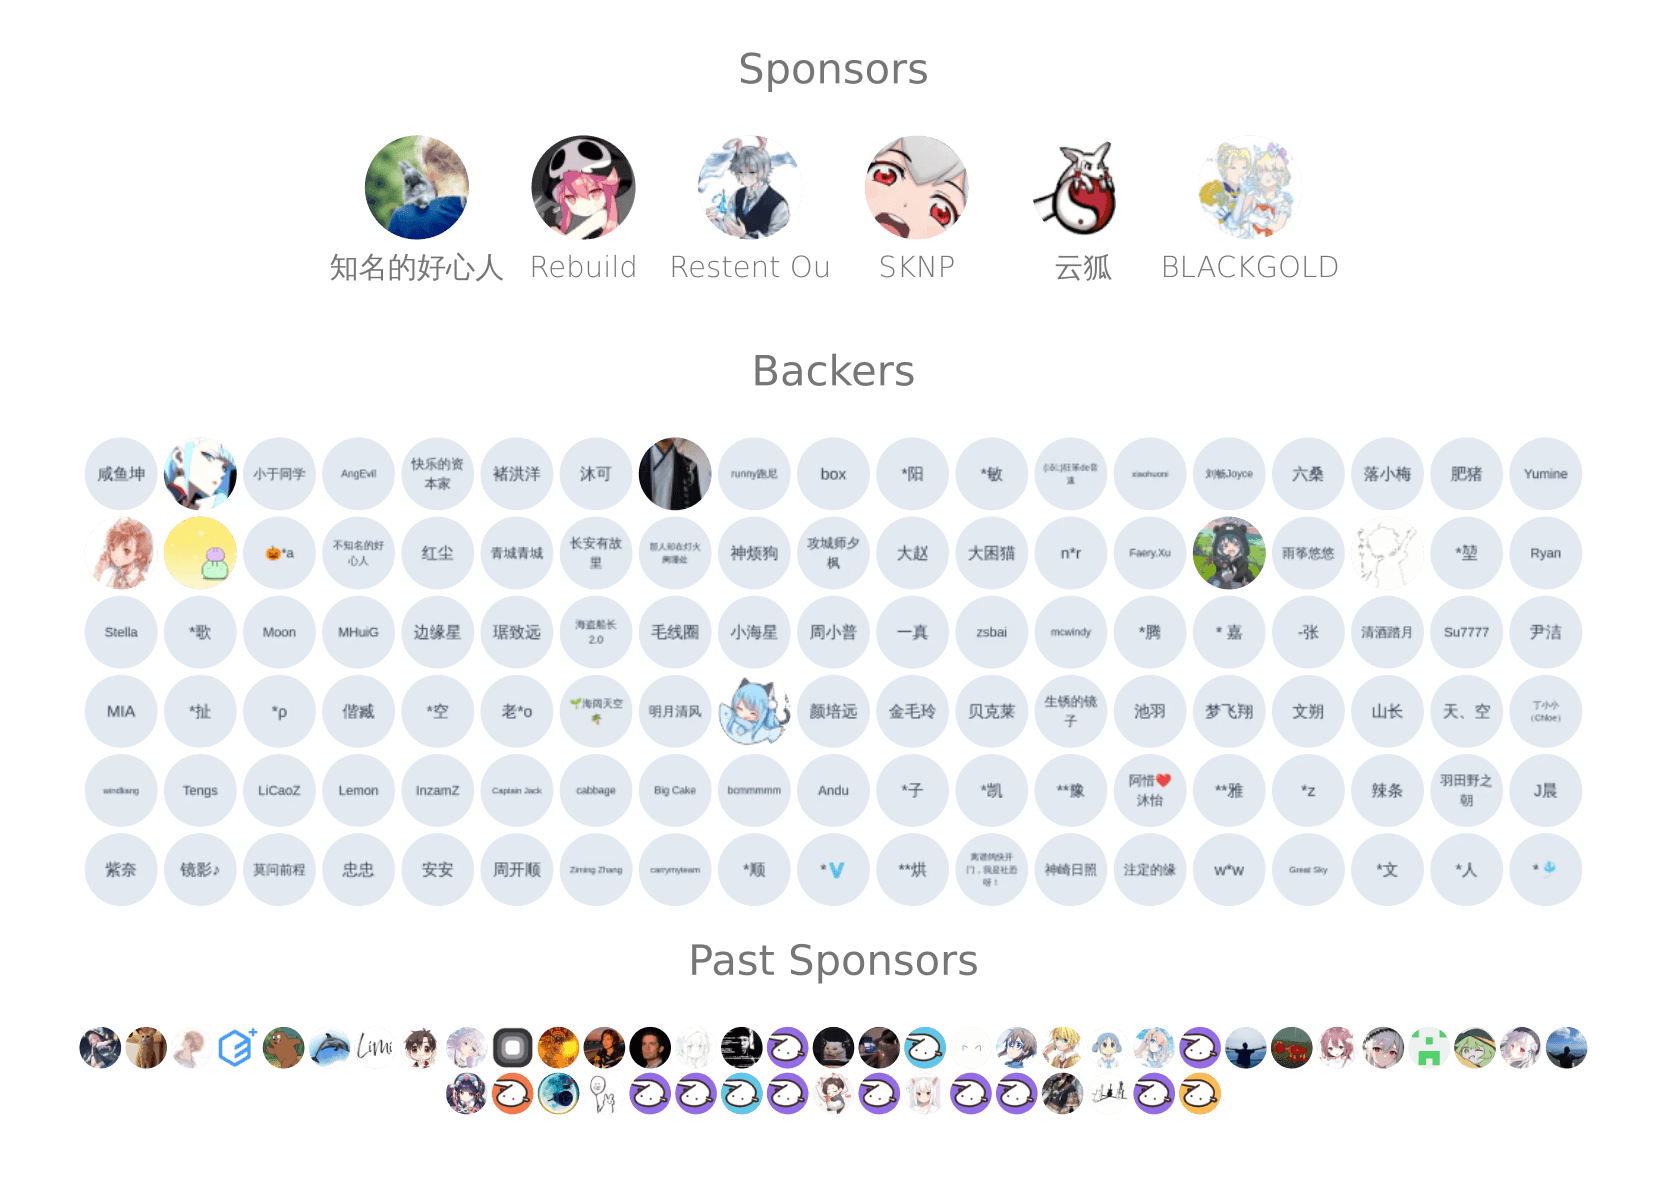 Sponsors
知名的好心人 Rebuild Restent Ou SKNP 云狐 BLACKGOLD
Backers
咸鱼坤 小于同学 AngEvil 快乐的资本家 褚洪洋 沐可 runny跑尼 box *阳 *敏 xiaohuoni 刘畅Joyce 六桑 落小梅 肥猪 Yumine
🎃*a 不知名的好心人 红尘 青城青城 长安有故里 那人却在灯火阑珊处 神烦狗 攻城师夕枫 大赵 大困猫 n*r Faery.Xu 雨筝悠悠 *堃 Ryan
Stella *歌 Moon MHuiG 边缘星 琚致远 海盗船长2.0 毛线圈 小海星 周小普 一真 zsbai mcwindy *腾 * 嘉 -张 清酒踏月 Su7777 尹洁
MIA *扯 *ρ 偕臧 *空 老*o 🌱海阔天空🌴 明月清风 颜培远 金毛玲 贝克莱 生锈的镜子 池羽 梦飞翔 文朔 山长 天、空 丁小小（Chloe）
windliang Tengs LiCaoZ Lemon InzamZ Captain Jack cabbage Big Cake bcmmmmm Andu *子 *凯 **豫 阿惜❤️沐怡 **雅 *z 辣条 羽田野之朝 J晨
紫奈 镜影♪ 莫问前程 忠忠 安安 周开顺 Ziming Zhang carrymyteam *顺 *V **烘 神崎日照 注定的缘 w*w Great Sky *文 *人 *
Past Sponsors
Limi